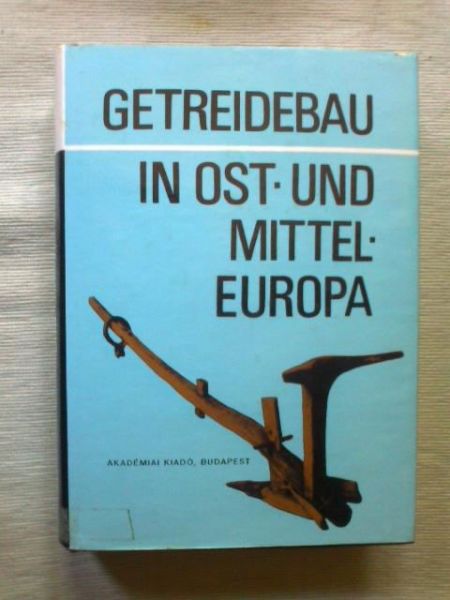 GETREIDEBAU
IN OST- UND
MITTEL-
EUROPA
AKADÉMIAI KIADÓ, BUDAPEST